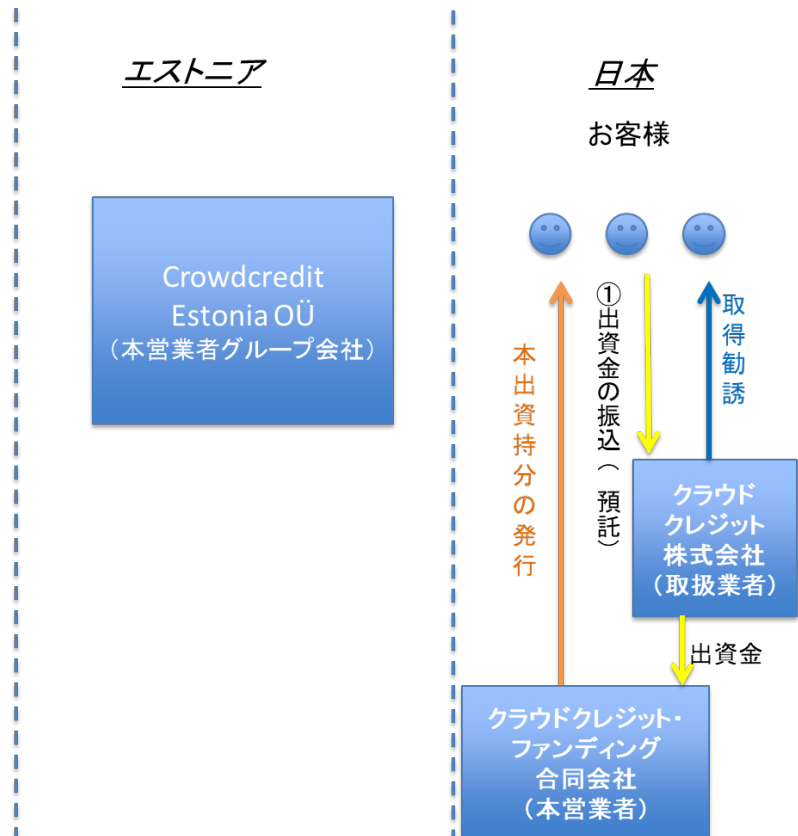 エストニア
日本
お客様
Crowdcredit
Estonia OÜ
（本営業者グループ会社）
本出資持分の発行
①出資金の振込（預託）
取得勧誘
クラウド
クレジット
株式会社
（取扱業者）
出資金
クラウドクレジット・
ファンディング
合同会社
（本営業者）